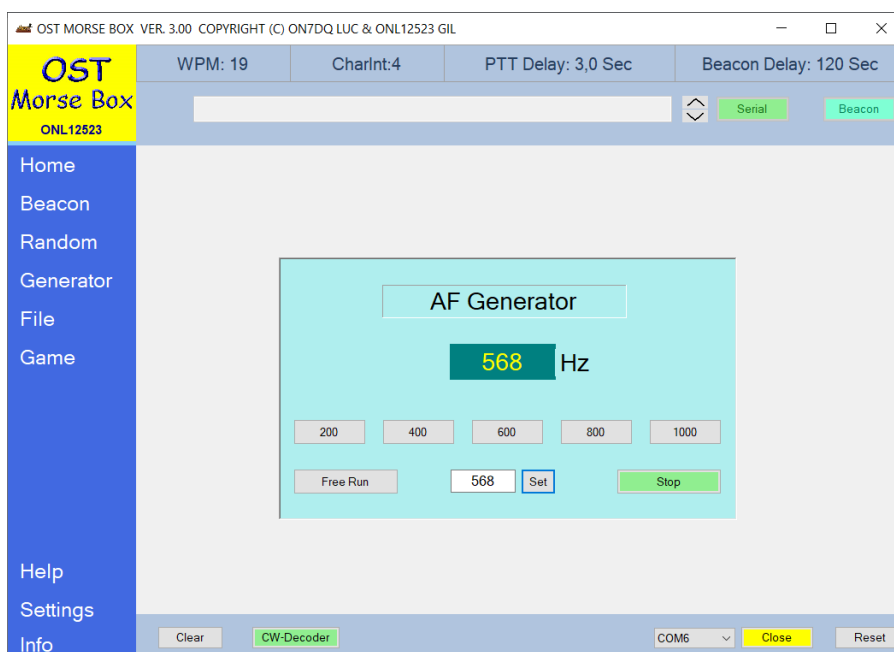 OST MORSE BOX VER. 3.00 COPYRIGHT (C) ON7DQ LUC & ONL12523 GIL
OST
Morse Box
ONL12523
WPM: 19 CharInt:4 PTT Delay: 3,0 Sec Beacon Delay: 120 Sec
Serial Beacon
Home
Beacon
Random
Generator
File
Game
Help
Settings
Info
AF Generator
568 Hz
200 400 600 800 1000
Free Run 568 Set Stop
Clear CW-Decoder COM6 Close Reset